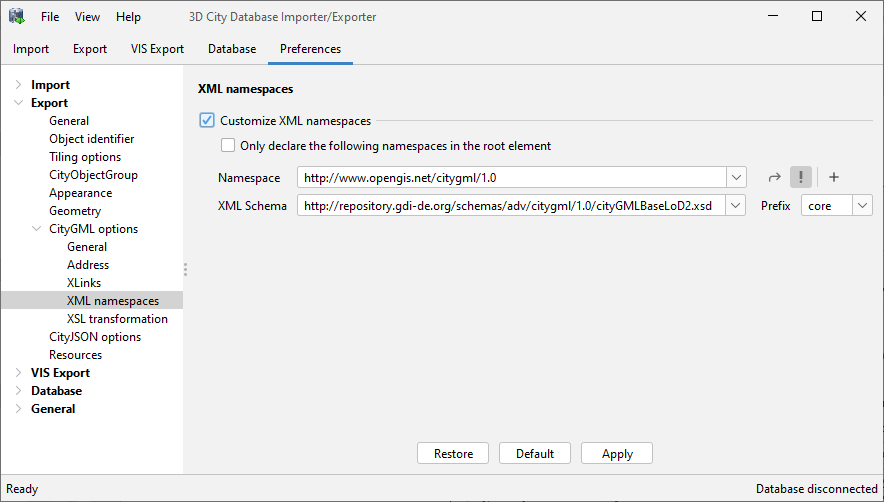 File View Help 3D City Database Importer/Exporter
Import Export VIS Export Database Preferences
Import
Export
General
Object identifier
Tiling options
CityObjectGroup
Appearance
Geometry
CityGML options
General
Address
XLinks
XML namespaces
XSL transformation
CityJSON options
Resources
VIS Export
Database
General
XML namespaces
Customize XML namespaces
Only declare the following namespaces in the root element
Namespace http://www.opengis.net/citygml/1.0
XML Schema http://repository.gdi-de.org/schemas/adv/citygml/1.0/cityGMLBaseLoD2.xsd Prefix core
Restore Default Apply
Ready Database disconnected